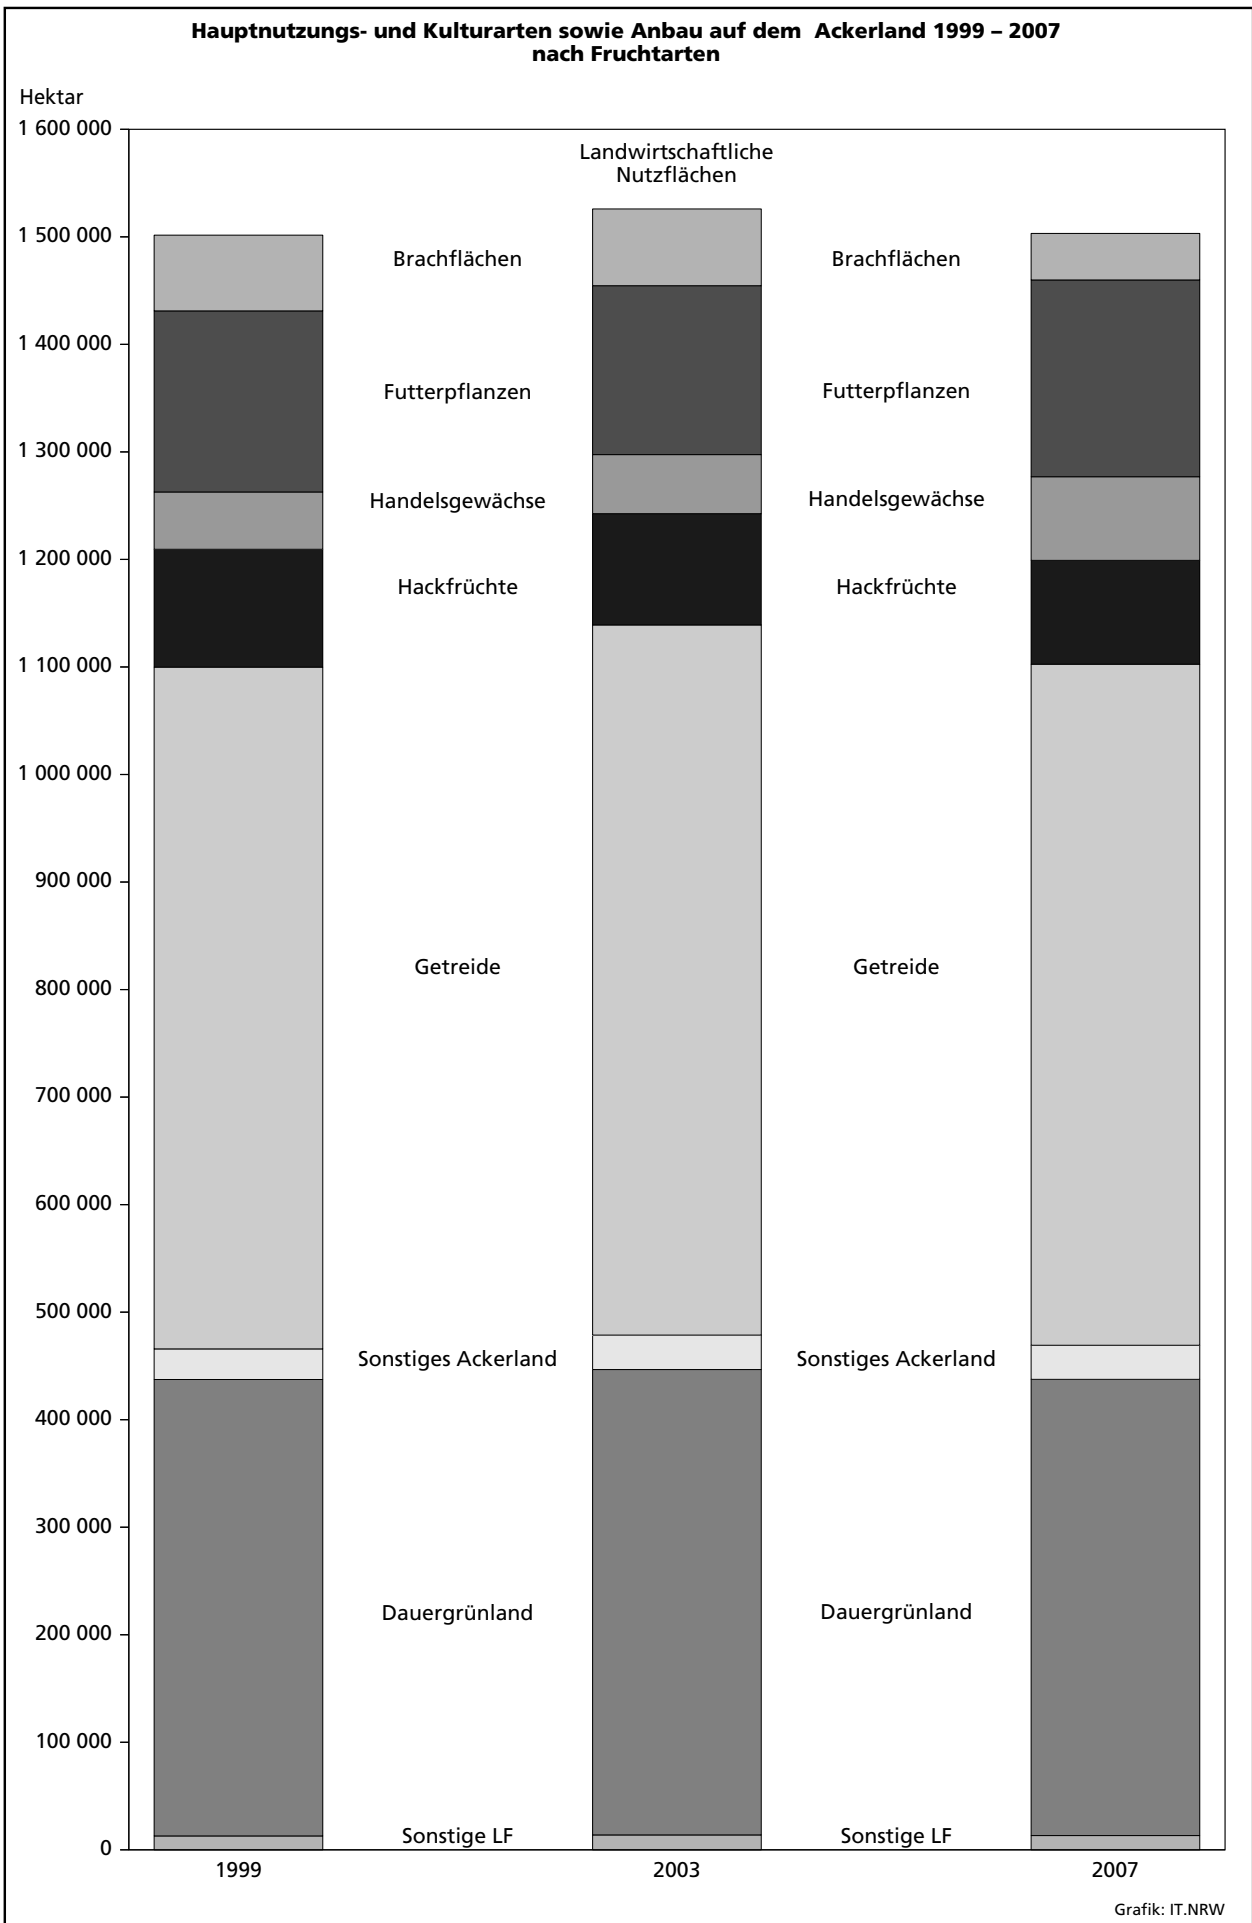 Hauptnutzungs- und Kulturarten sowie Anbau auf dem Ackerland 1999 – 2007
nach Fruchtarten
Hektar
1 600 000
Landwirtschaftliche
Nutzflächen
1 500 000
Brachflächen
Brachflächen
1 400 000
Futterpflanzen
Futterpflanzen
1 300 000
Handelsgewächse
Handelsgewächse
1 200 000
Hackfrüchte
Hackfrüchte
1 100 000
1 000 000
900 000
Getreide
Getreide
800 000
700 000
600 000
500 000
Sonstiges Ackerland
Sonstiges Ackerland
400 000
300 000
Dauergrünland
Dauergrünland
200 000
100 000
Sonstige LF
Sonstige LF
0
1999
2003
2007
Grafik: IT.NRW